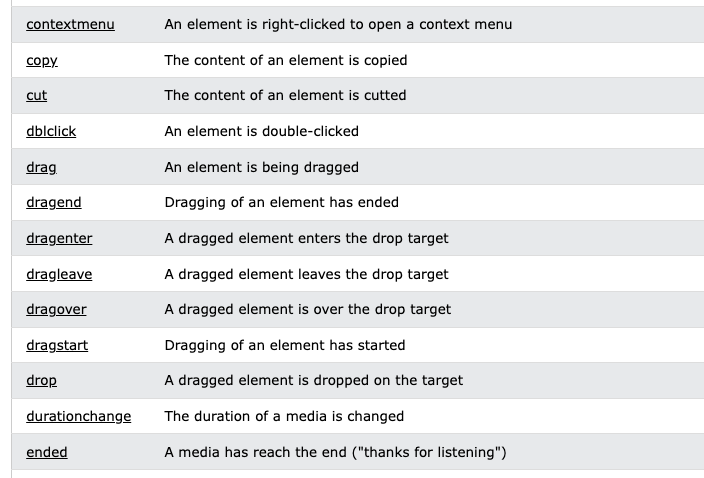 contextmenu An element is right-clicked to open a context menu
copy The content of an element is copied
cut The content of an element is cutted
dblclick An element is double-clicked
drag An element is being dragged
dragend Dragging of an element has ended
dragenter A dragged element enters the drop target
dragleave A dragged element leaves the drop target
dragover A dragged element is over the drop target
dragstart Dragging of an element has started
drop A dragged element is dropped on the target
durationchange The duration of a media is changed
ended A media has reach the end ("thanks for listening")